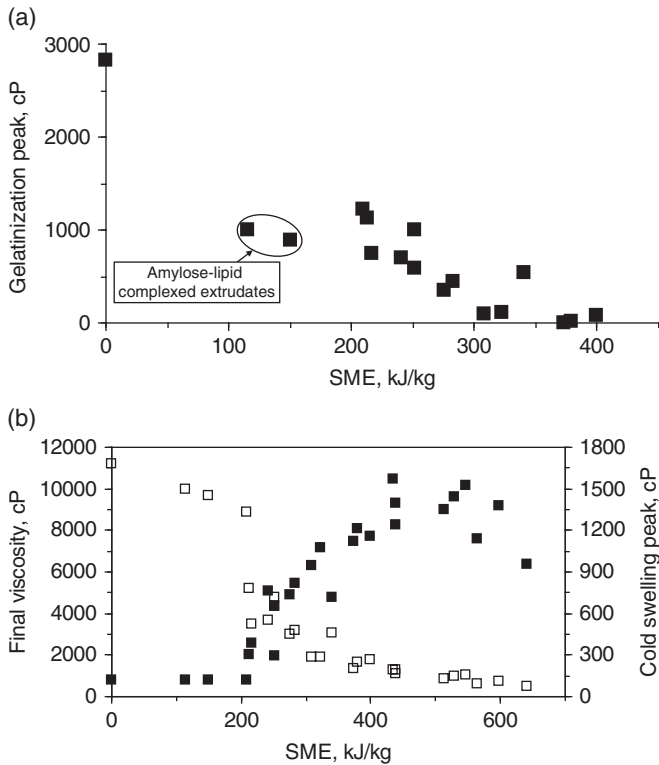 (a)
3000
2000
1000
0
Gelatinization peak, cP
Amylose-lipid
complexed extrudates
100
200
300
400
SME, kJ/kg
(b)
12000
10000
8000
6000
4000
2000
0
Final viscosity, cP
1800
1500
1200
900
600
300
0
Cold swelling peak, cP
0
200
400
600
SME, kJ/kg